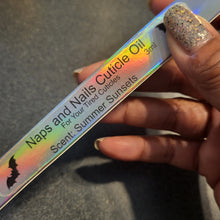 Naps and Nails Cuticle Oil
For Your Tired Cuticles
3ml
Scent: Summer Sunsets